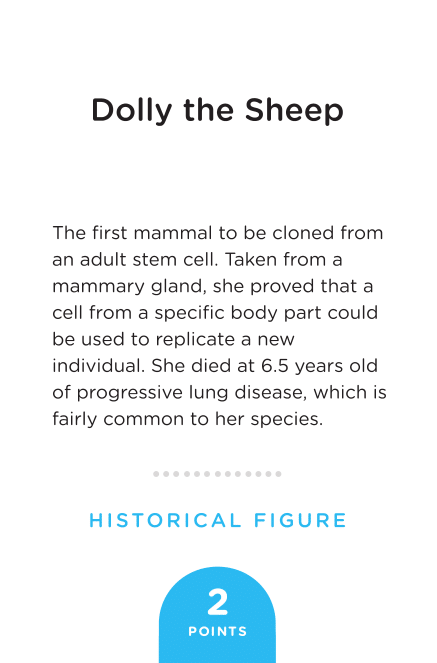 Dolly the Sheep
The first mammal to be cloned from
an adult stem cell. Taken from a
mammary gland, she proved that a
cell from a specific body part could
be used to replicate a new
individual. She died at 6.5 years old
of progressive lung disease, which is
fairly common to her species.
HISTORICAL FIGURE
2
POINTS